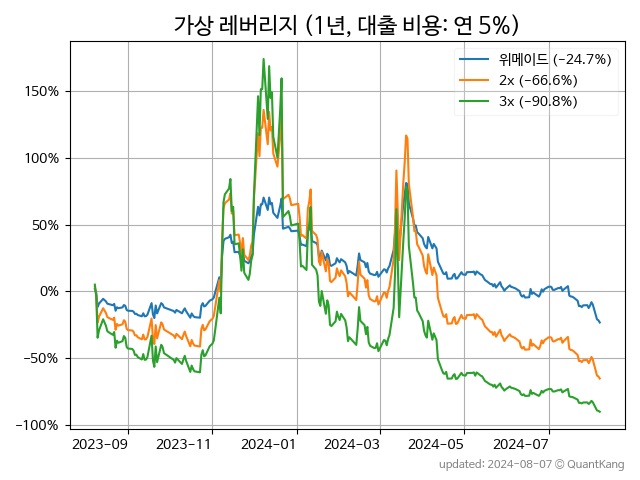 가상 레버리지 (1년, 대출 비용: 연 5%)
위메이드 (−24.7%)
2x (−66.6%)
3x (−90.8%)
150%
100%
50%
0%
−50%
−100%
2023-09 2023-11 2024-01 2024-03 2024-05 2024-07
updated: 2024-08-07 © QuantKang